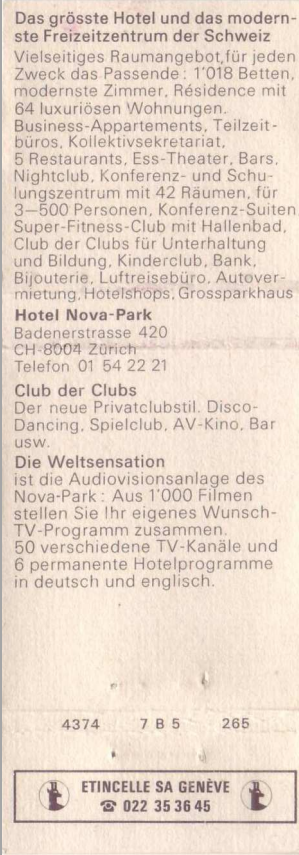 Das grösste Hotel und das modern-
ste Freizeitzentrum der Schweiz
Vielseitiges Raumangebot,für jeden
Zweck das Passende: 1'018 Betten,
modernste Zimmer, Résidence mit
64 luxuriösen Wohnungen.
Business-Appartements, Teilzeit-
büros, Kollektivsekretariat,
5 Restaurants, Ess-Theater, Bars,
Nightclub, Konferenz- und Schu-
lungszentrum mit 42 Räumen, für
3—500 Personen, Konferenz-Suiten
Super-Fitness-Club mit Hallenbad,
Club der Clubs für Unterhaltung
und Bildung, Kinderclub, Bank,
Bijouterie, Luftreisebüro, Autover-
mietung, Hotelshops, Grossparkhaus
Hotel Nova-Park
Badenerstrasse 420
CH-8004 Zürich
Telefon 01 54 22 21
Club der Clubs
Der neue Privatclubstil. Disco-
Dancing, Spielclub, AV-Kino, Bar
usw.
Die Weltsensation
ist die Audiovisionsanlage des
Nova-Park: Aus 1'000 Filmen
stellen Sie Ihr eigenes Wunsch-
TV-Programm zusammen.
50 verschiedene TV-Kanäle und
6 permanente Hotelprogramme
in deutsch und englisch.
4374 7 B 5 265
ETINCELLE SA GENÈVE
☎ 022 35 36 45